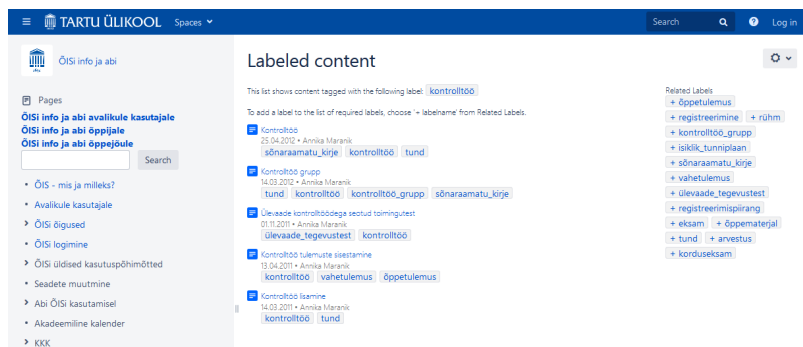 TARTU ÜLIKOOL Spaces Search Log in
ÕISi info ja abi
Pages
ÕISi info ja abi avalikule kasutajale
ÕISi info ja abi õppijale
ÕISi info ja abi õppejõule
Search
ÕIS - mis ja milleks?
Avalikule kasutajale
ÕISi õigused
ÕISi logimine
ÕISi üldised kasutuspõhimõtted
Seadete muutmine
Abi ÕISi kasutamisel
Akadeemiline kalender
KKK
Labeled content
This list shows content tagged with the following label: kontrolltöö
To add a label to the list of required labels, choose '+ labelname' from Related Labels.
Kontrolltöö
25.04.2012 • Annika Maranik
sõnaraamatu_kirje kontrolltöö tund
Kontrolltöö grupp
14.03.2012 • Annika Maranik
tund kontrolltöö kontrolltöö_grupp sõnaraamatu_kirje
Ülevaade kontrolltöödega seotud toimingutest
01.11.2011 • Annika Maranik
ülevaade_tegevustest kontrolltöö
Kontrolltöö tulemuste sisestamine
13.04.2011 • Annika Maranik
kontrolltöö vahetulemus õppetulemus
Kontrolltöö lisamine
14.03.2011 • Annika Maranik
kontrolltöö tund
Related Labels
+ õppetulemus
+ registreerimine + rühm
+ kontrolltöö_grupp
+ isiklik_tunniplaan
+ sõnaraamatu_kirje
+ vahetulemus
+ ülevaade_tegevustest
+ registreerimispiirang
+ eksam + õppematerjal
+ tund + arvestus
+ korduseksam